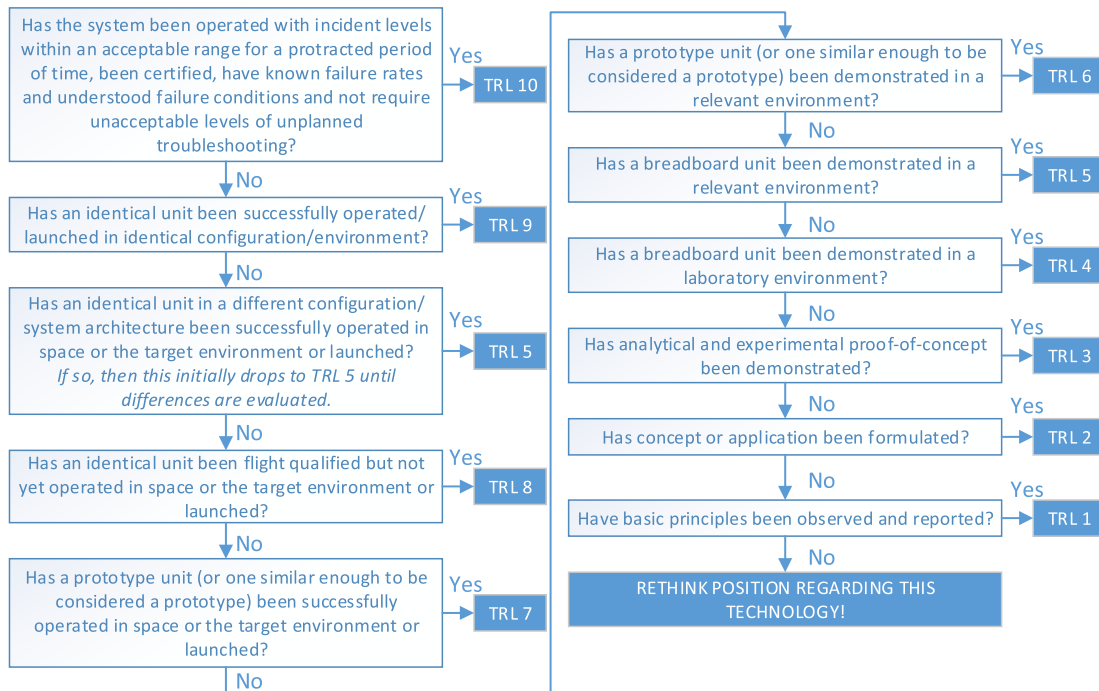 Has the system been operated with incident levels
within an acceptable range for a protracted period
of time, been certified, have known failure rates
and understood failure conditions and not require
unacceptable levels of unplanned
troubleshooting?
Yes
TRL 10
No
Has an identical unit been successfully operated/
launched in identical configuration/environment?
Yes
TRL 9
No
Has an identical unit in a different configuration/
system architecture been successfully operated in
space or the target environment or launched?
If so, then this initially drops to TRL 5 until
differences are evaluated.
Yes
TRL 5
No
Has an identical unit been flight qualified but not
yet operated in space or the target environment or
launched?
Yes
TRL 8
No
Has a prototype unit (or one similar enough to be
considered a prototype) been successfully
operated in space or the target environment or
launched?
Yes
TRL 7
No
Has a prototype unit (or one similar enough to be
considered a prototype) been demonstrated in a
relevant environment?
Yes
TRL 6
No
Has a breadboard unit been demonstrated in a
relevant environment?
Yes
TRL 5
No
Has a breadboard unit been demonstrated in a
laboratory environment?
Yes
TRL 4
No
Has analytical and experimental proof-of-concept
been demonstrated?
Yes
TRL 3
No
Has concept or application been formulated?
Yes
TRL 2
No
Have basic principles been observed and reported?
Yes
TRL 1
No
RETHINK POSITION REGARDING THIS
TECHNOLOGY!